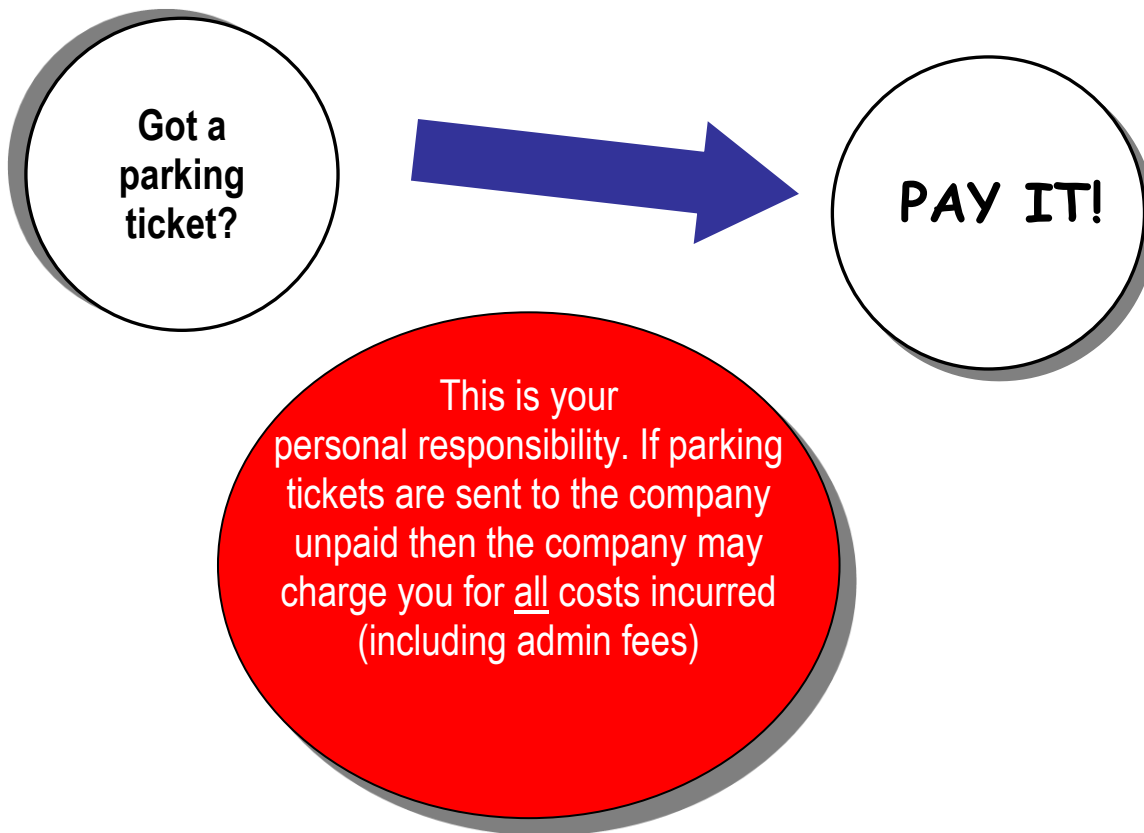 Got a
parking
ticket?
PAY IT!
This is your
personal responsibility. If parking
tickets are sent to the company
unpaid then the company may
charge you for all costs incurred
(including admin fees)